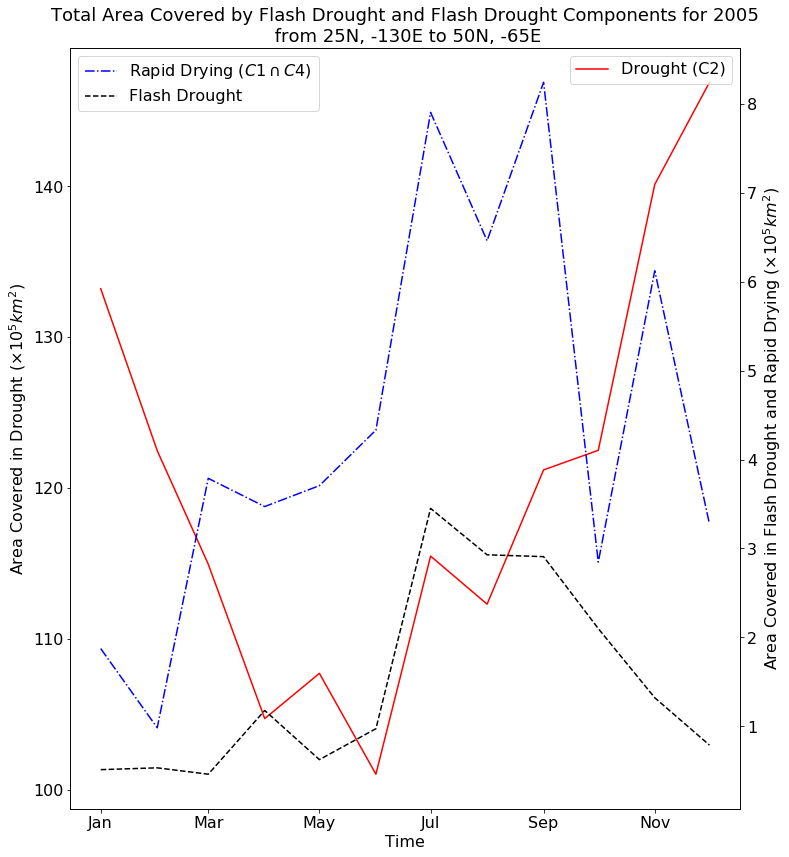 Total Area Covered by Flash Drought and Flash Drought Components for 2005
from 25N, -130E to 50N, -65E
Rapid Drying (C1 ∩ C4)
Flash Drought
Drought (C2)
Area Covered in Drought (×10⁵km²)
140
130
120
110
100
8
7
6
5
4
3
2
1
Area Covered in Flash Drought and Rapid Drying (×10⁵km²)
Jan Mar May Jul Sep Nov
Time